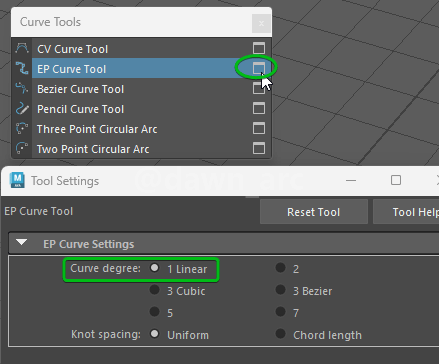 Curve Tools
CV Curve Tool
EP Curve Tool
Bezier Curve Tool
Pencil Curve Tool
Three Point Circular Arc
Two Point Circular Arc
@dawn_arc
M
Tool Settings
EP Curve Tool
Reset Tool
Tool Help
EP Curve Settings
Curve degree: 1 Linear 2
3 Cubic 3 Bezier
5 7
Knot spacing: Uniform Chord length